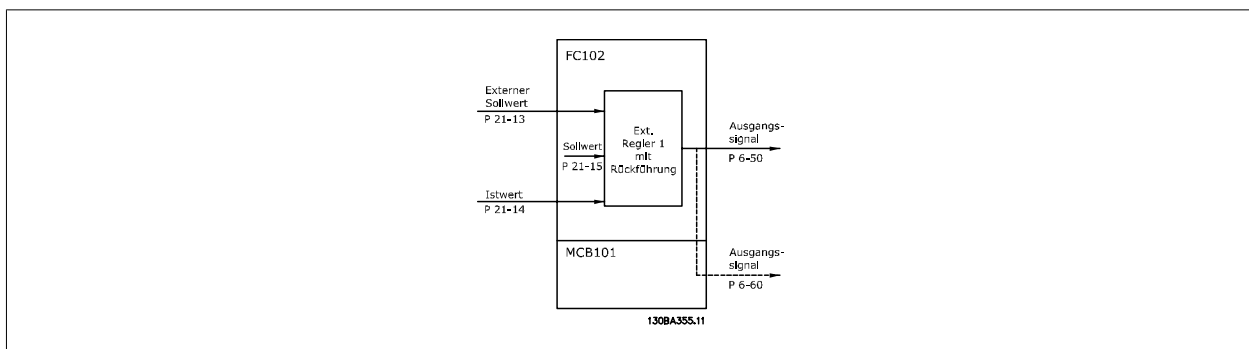 FC102
Externer
Sollwert
P 21-13
Sollwert
P 21-15
Istwert
P 21-14
Ext.
Regler 1
mit
Rückführung
Ausgangs-
signal
P 6-50
MCB101
Ausgangs-
signal
P 6-60
130BA355.11